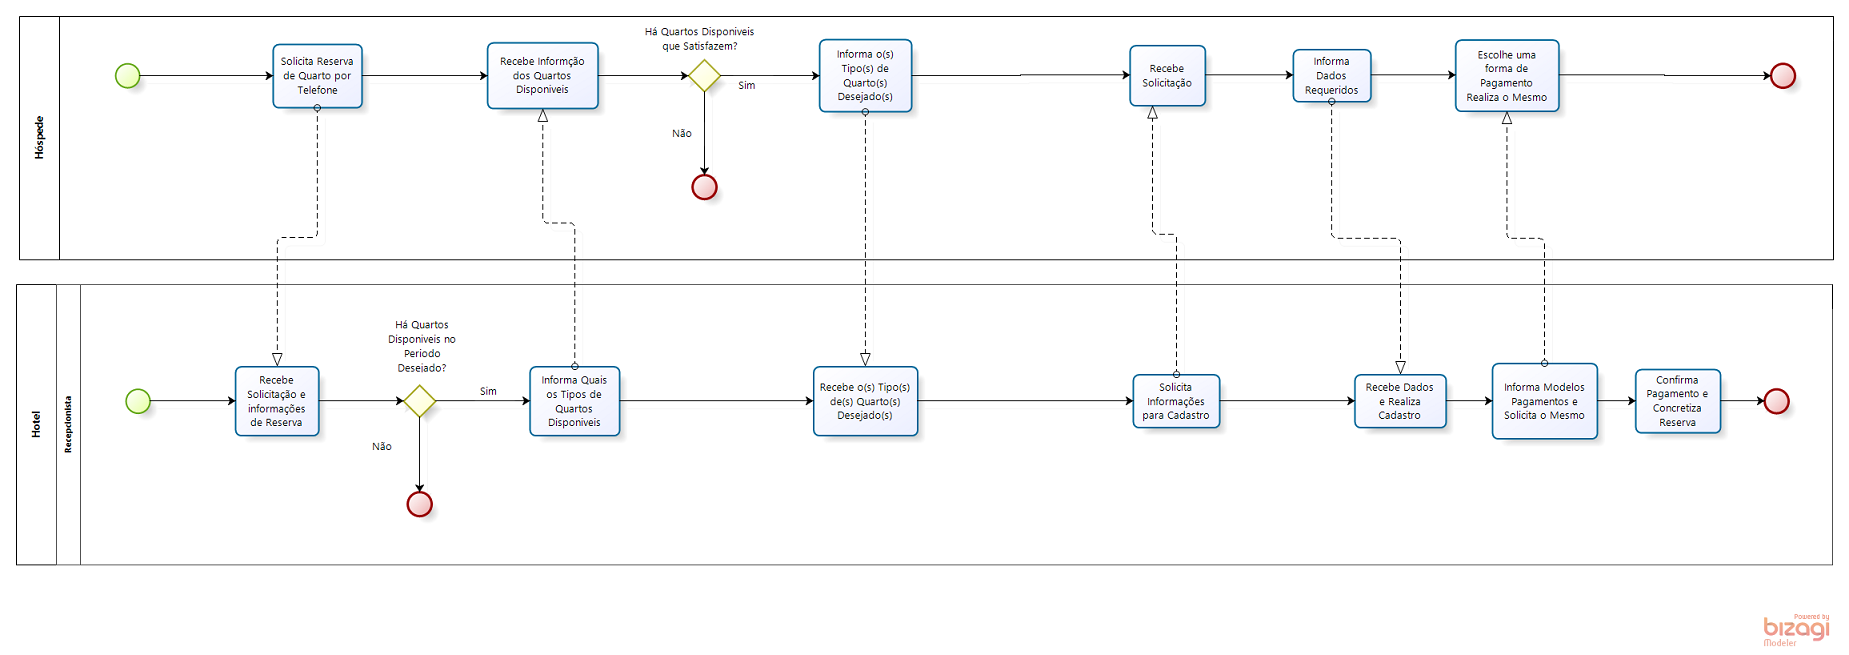 Hóspede
Solicita Reserva
de Quarto por
Telefone
Recebe Informção
dos Quartos
Disponiveis
Há Quartos Disponiveis
que Satisfazem?
Sim
Não
Informa o(s)
Tipo(s) de
Quarto(s)
Desejado(s)
Recebe
Solicitação
Informa
Dados
Requeridos
Escolhe uma
forma de
Pagamento
Realiza o Mesmo
Hotel
Recepcionista
Recebe
Solicitação e
informações
de Reserva
Há Quartos
Disponiveis no
Periodo
Desejado?
Sim
Não
Informa Quais
os Tipos de
Quartos
Disponiveis
Recebe o(s) Tipo(s)
de(s) Quarto(s)
Desejado(s)
Solicita
Informações
para Cadastro
Recebe Dados
e Realiza
Cadastro
Informa Modelos
Pagamentos e
Solicita o Mesmo
Confirma
Pagamento e
Concretiza
Reserva
Powered by
bizagi
Modeler